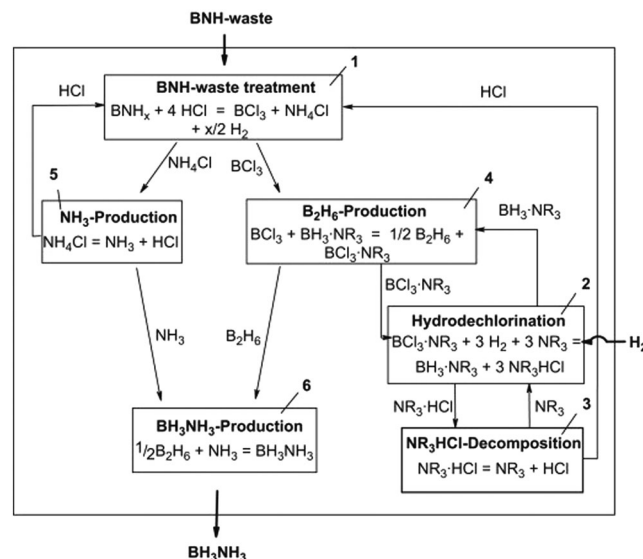 BNH-waste
1
BNH-waste treatment
BNHₓ + 4 HCl = BCl₃ + NH₄Cl
+ x/2 H₂
HCl
HCl
NH₄Cl
BCl₃
5
NH₃-Production
NH₄Cl = NH₃ + HCl
4
B₂H₆-Production
BCl₃ + BH₃·NR₃ = 1/2 B₂H₆ +
BCl₃·NR₃
BH₃·NR₃
BCl₃·NR₃
2
Hydrodechlorination
BCl₃·NR₃ + 3 H₂ + 3 NR₃ =
BH₃·NR₃ + 3 NR₃HCl
H₂
NH₃
B₂H₆
NR₃·HCl
NR₃
3
NR₃HCl-Decomposition
NR₃·HCl = NR₃ + HCl
6
BH₃NH₃-Production
1/2B₂H₆ + NH₃ = BH₃NH₃
BH₃NH₃